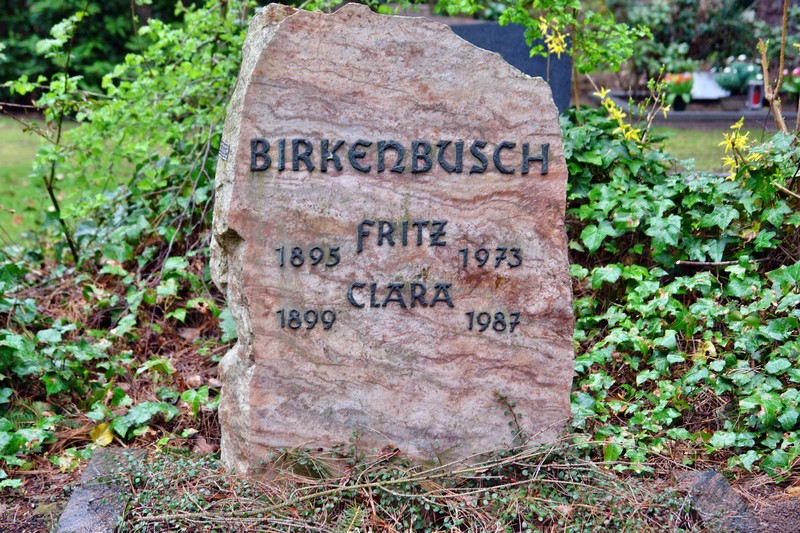 BIRKENBUSCH
FRITZ
1895 1973
CLARA
1899 1987